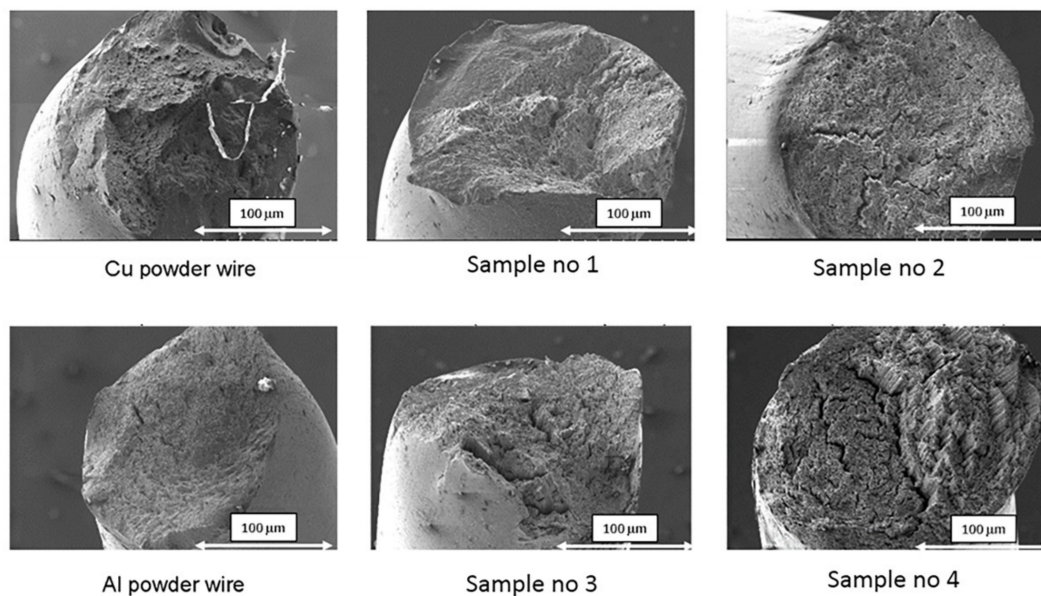 100 μm
100 μm
100 μm
Cu powder wire
Sample no 1
Sample no 2
100 μm
100 μm
100 μm
Al powder wire
Sample no 3
Sample no 4